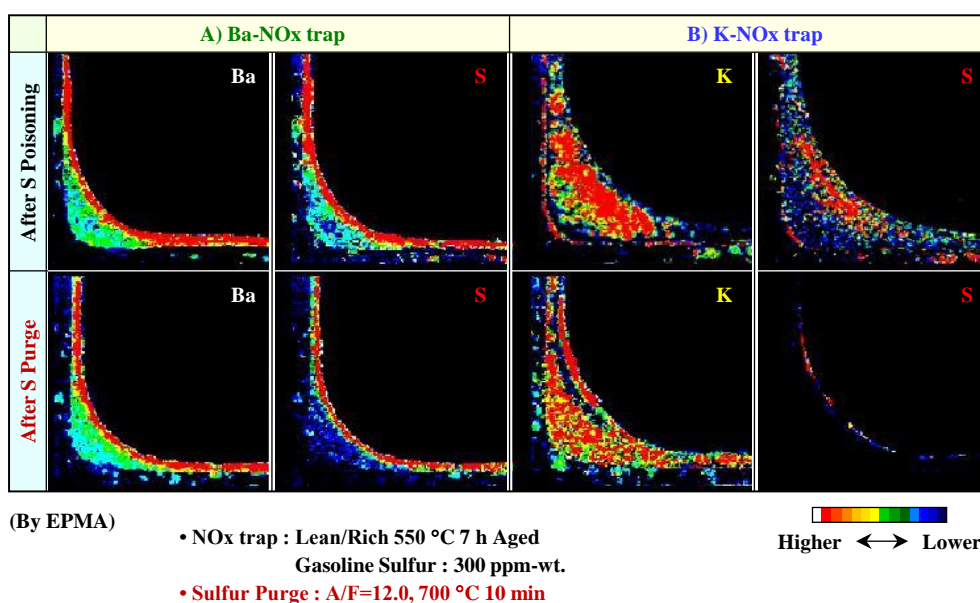 A) Ba-NOx trap
B) K-NOx trap
After S Poisoning
Ba
S
K
S
After S Purge
Ba
S
K
S
(By EPMA)
• NOx trap : Lean/Rich 550 °C 7 h Aged
Gasoline Sulfur : 300 ppm-wt.
• Sulfur Purge : A/F=12.0, 700 °C 10 min
Higher ⟷ Lower